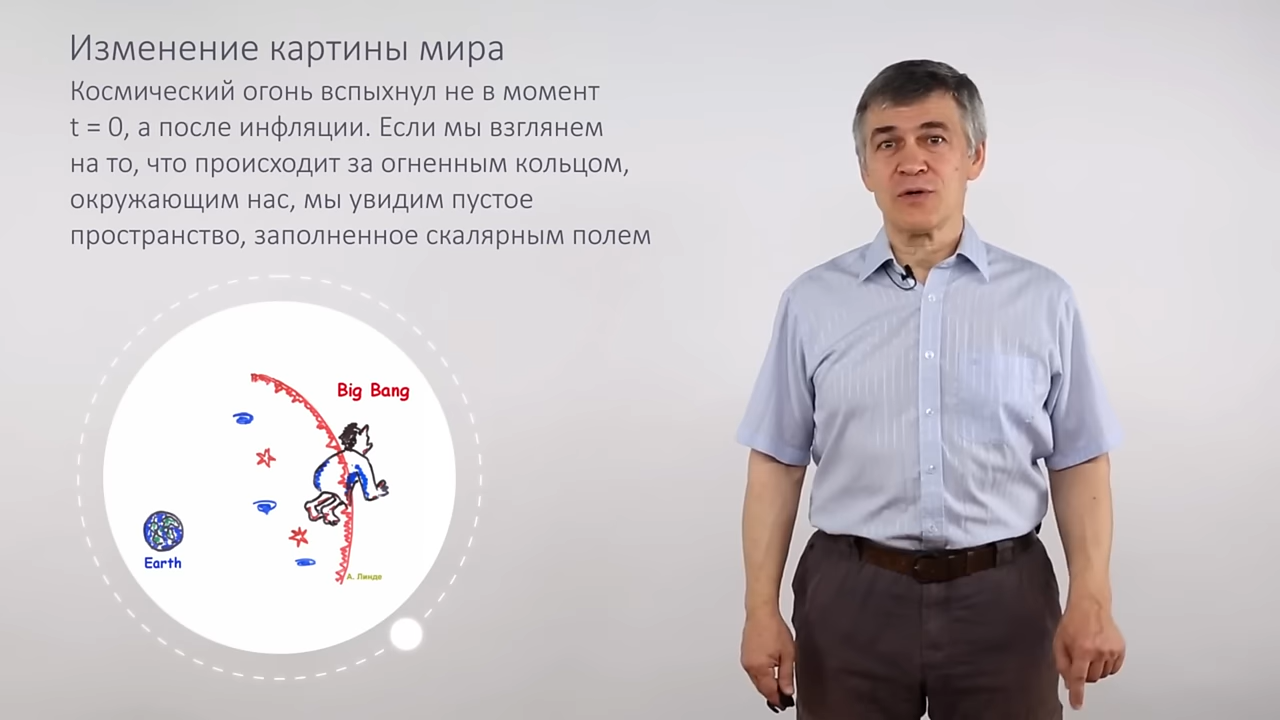 Изменение картины мира
Космический огонь вспыхнул не в момент
t = 0, а после инфляции. Если мы взглянем
на то, что происходит за огненным кольцом,
окружающим нас, мы увидим пустое
пространство, заполненное скалярным полем
Big Bang
Earth
А. Линде